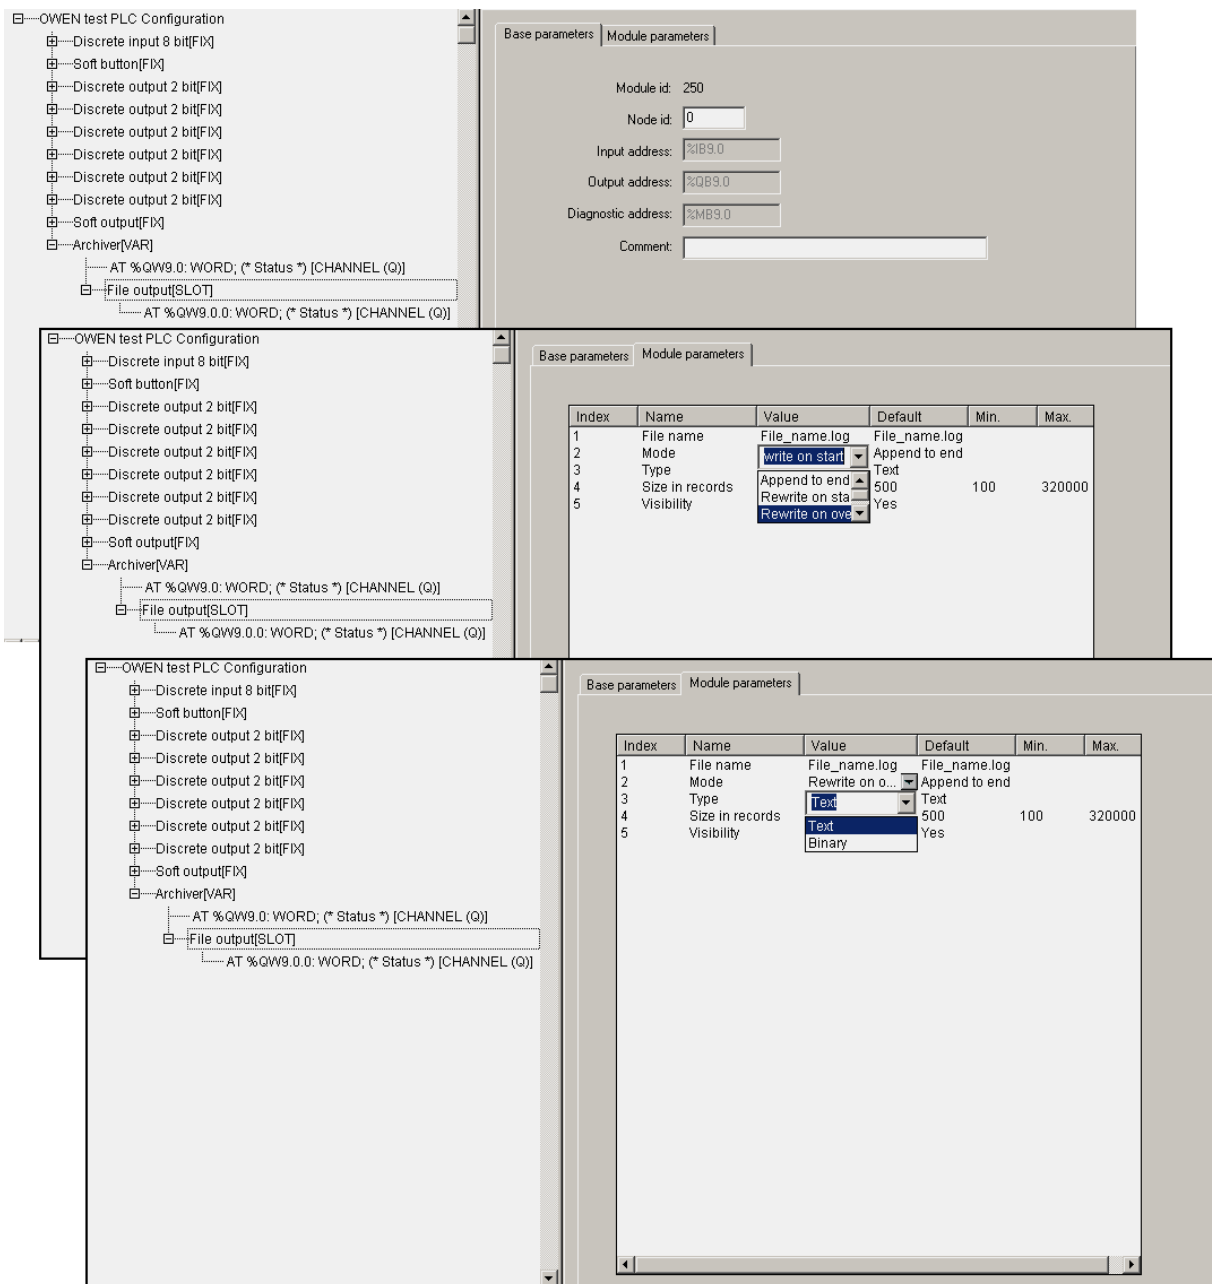 OWEN test PLC Configuration
Discrete input 8 bit[FIX]
Soft button[FIX]
Discrete output 2 bit[FIX]
Discrete output 2 bit[FIX]
Discrete output 2 bit[FIX]
Discrete output 2 bit[FIX]
Discrete output 2 bit[FIX]
Discrete output 2 bit[FIX]
Soft output[FIX]
Archiver[VAR]
AT %QW9.0: WORD; (* Status *) [CHANNEL (Q)]
File output[SLOT]
AT %QW9.0.0: WORD; (* Status *) [CHANNEL (Q)]
Base parameters Module parameters
Module id: 250
Node id: 0
Input address: %IB9.0
Output address: %QB9.0
Diagnostic address: %MB9.0
Comment:
OWEN test PLC Configuration
Discrete input 8 bit[FIX]
Soft button[FIX]
Discrete output 2 bit[FIX]
Discrete output 2 bit[FIX]
Discrete output 2 bit[FIX]
Discrete output 2 bit[FIX]
Discrete output 2 bit[FIX]
Discrete output 2 bit[FIX]
Soft output[FIX]
Archiver[VAR]
AT %QW9.0: WORD; (* Status *) [CHANNEL (Q)]
File output[SLOT]
AT %QW9.0.0: WORD; (* Status *) [CHANNEL (Q)]
Base parameters Module parameters
Index Name Value Default Min. Max.
1 File name File_name.log File_name.log
2 Mode write on start Append to end
3 Type Text
4 Size in records Append to end 500 100 320000
5 Visibility Rewrite on sta Yes
Rewrite on ove
OWEN test PLC Configuration
Discrete input 8 bit[FIX]
Soft button[FIX]
Discrete output 2 bit[FIX]
Discrete output 2 bit[FIX]
Discrete output 2 bit[FIX]
Discrete output 2 bit[FIX]
Discrete output 2 bit[FIX]
Discrete output 2 bit[FIX]
Soft output[FIX]
Archiver[VAR]
AT %QW9.0: WORD; (* Status *) [CHANNEL (Q)]
File output[SLOT]
AT %QW9.0.0: WORD; (* Status *) [CHANNEL (Q)]
Base parameters Module parameters
Index Name Value Default Min. Max.
1 File name File_name.log File_name.log
2 Mode Rewrite on o... Append to end
3 Type Text Text
4 Size in records Text 500 100 320000
5 Visibility Binary Yes